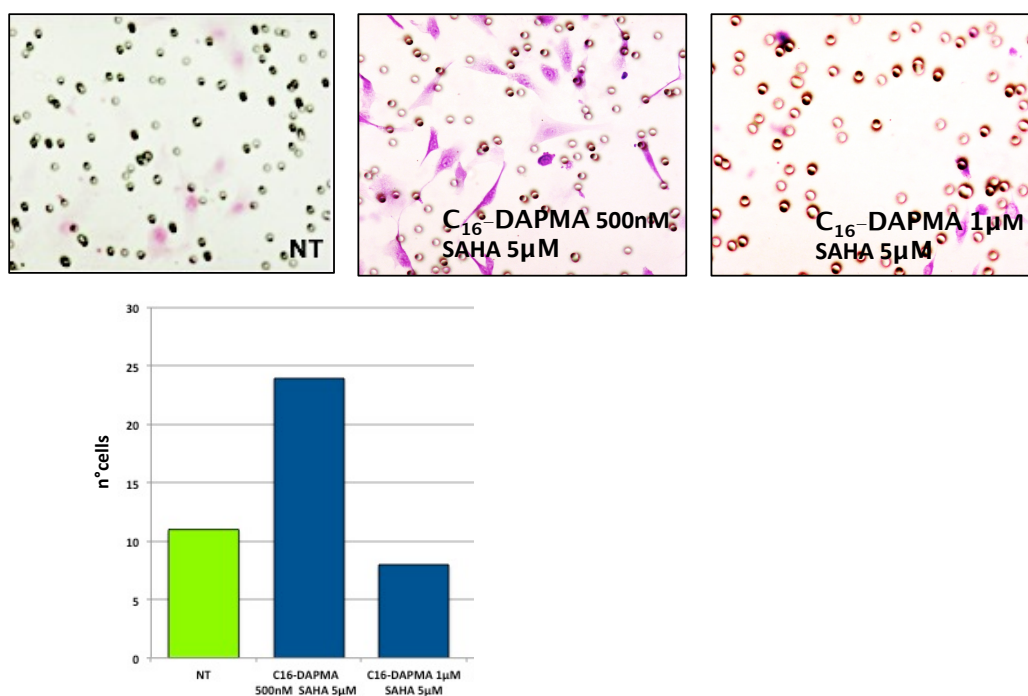 NT
C₁₆-DAPMA 500nM
SAHA 5µM
C₁₆-DAPMA 1µM
SAHA 5µM
30
25
20
15
10
5
0
n°cells
NT
C16-DAPMA
500nM SAHA 5µM
C16-DAPMA 1µM
SAHA 5µM